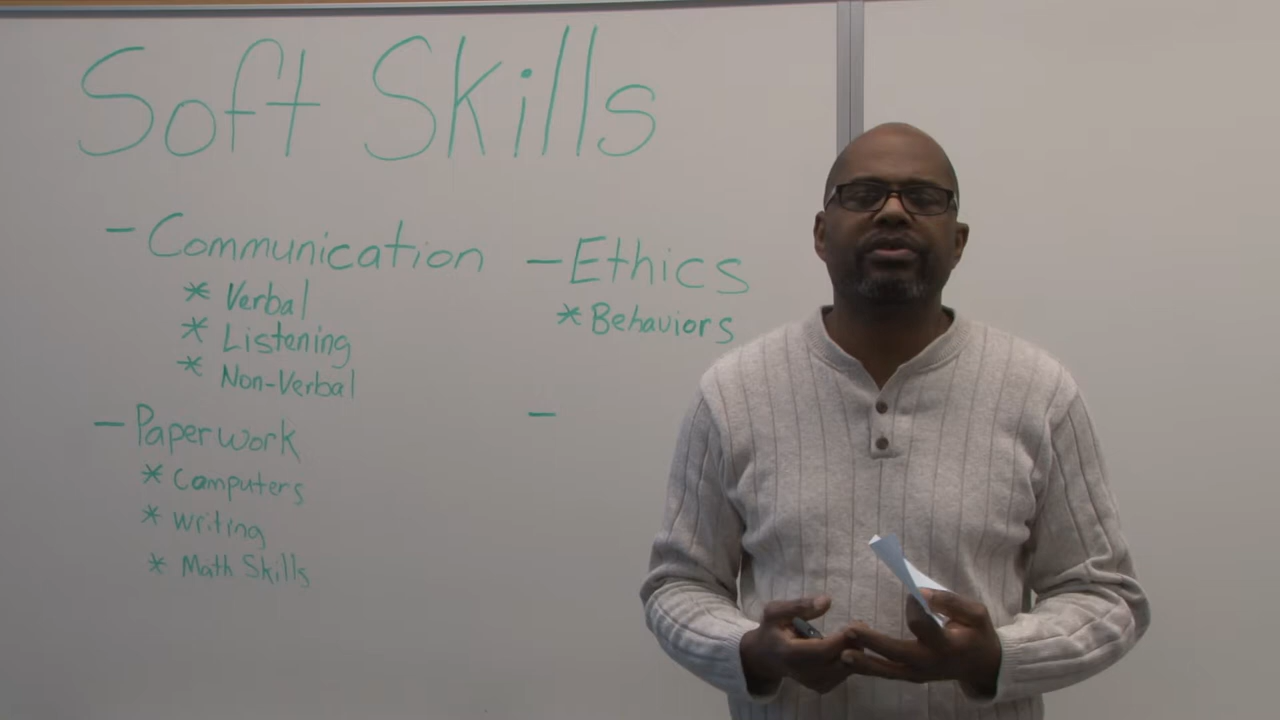 Soft Skills
- Communication
* Verbal
* Listening
* Non-Verbal
- Paperwork
* Computers
* Writing
* Math Skills
- Ethics
* Behaviors
-